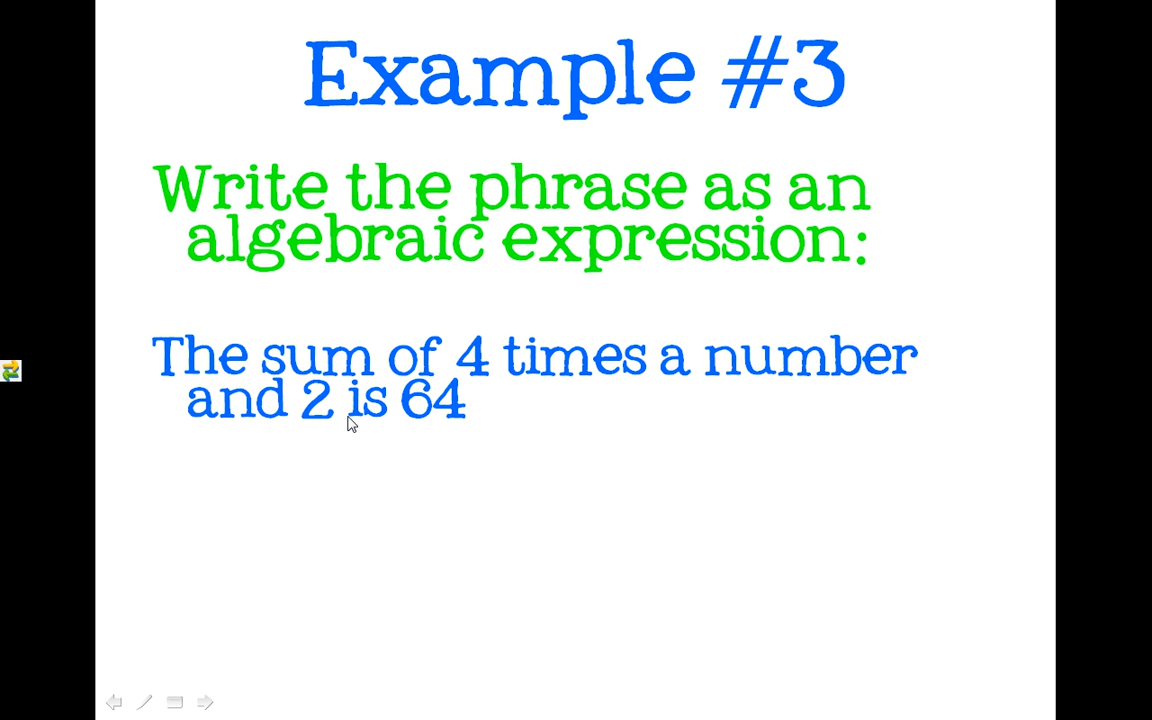 Example #3
Write the phrase as an
algebraic expression:
The sum of 4 times a number
and 2 is 64